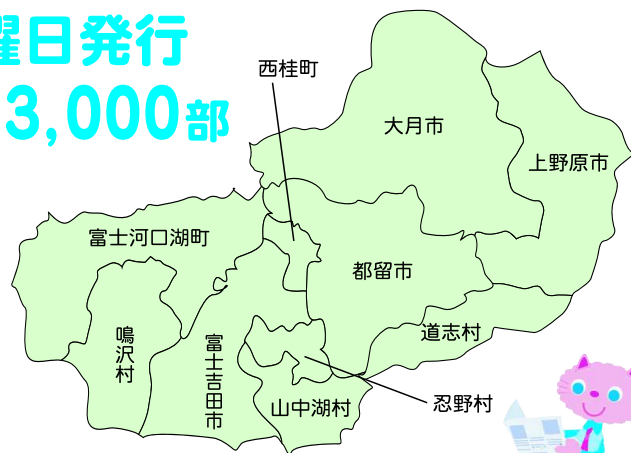 曜日発行
3,000部
西桂町
大月市
上野原市
富士河口湖町
都留市
鳴沢村
富士吉田市
道志村
山中湖村
忍野村